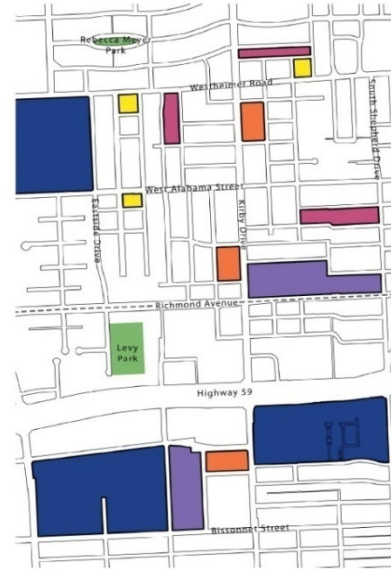 Rebecca Meyer
Park
Westheimer Road
South Shepherd Drive
West Alabama Street
Eastside Drive
Kirby Drive
Richmond Avenue
Levy
Park
Highway 59
Bissonnet Street